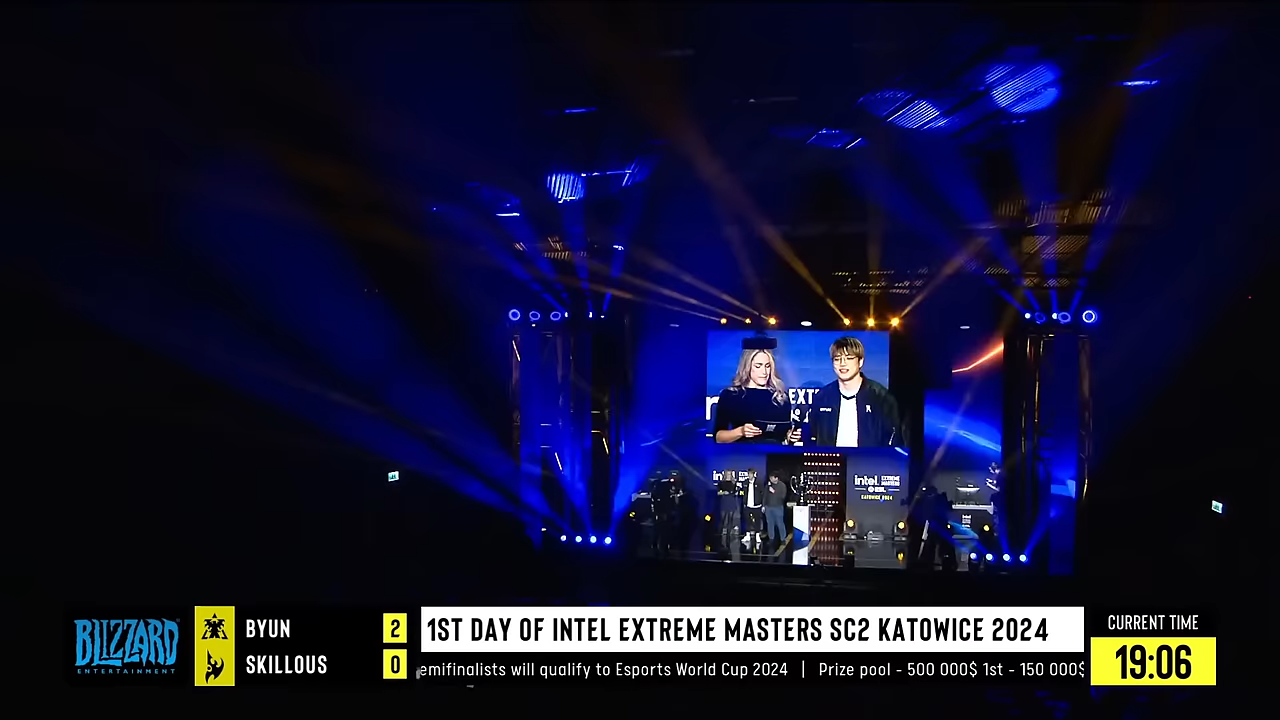 EXT
intel EXTREME MASTERS
KATOWICE 2024
BLIZZARD
ENTERTAINMENT
BYUN 2
SKILLOUS 0
1ST DAY OF INTEL EXTREME MASTERS SC2 KATOWICE 2024
emifinalists will qualify to Esports World Cup 2024 | Prize pool - 500 000$ 1st - 150 000$
CURRENT TIME
19:06